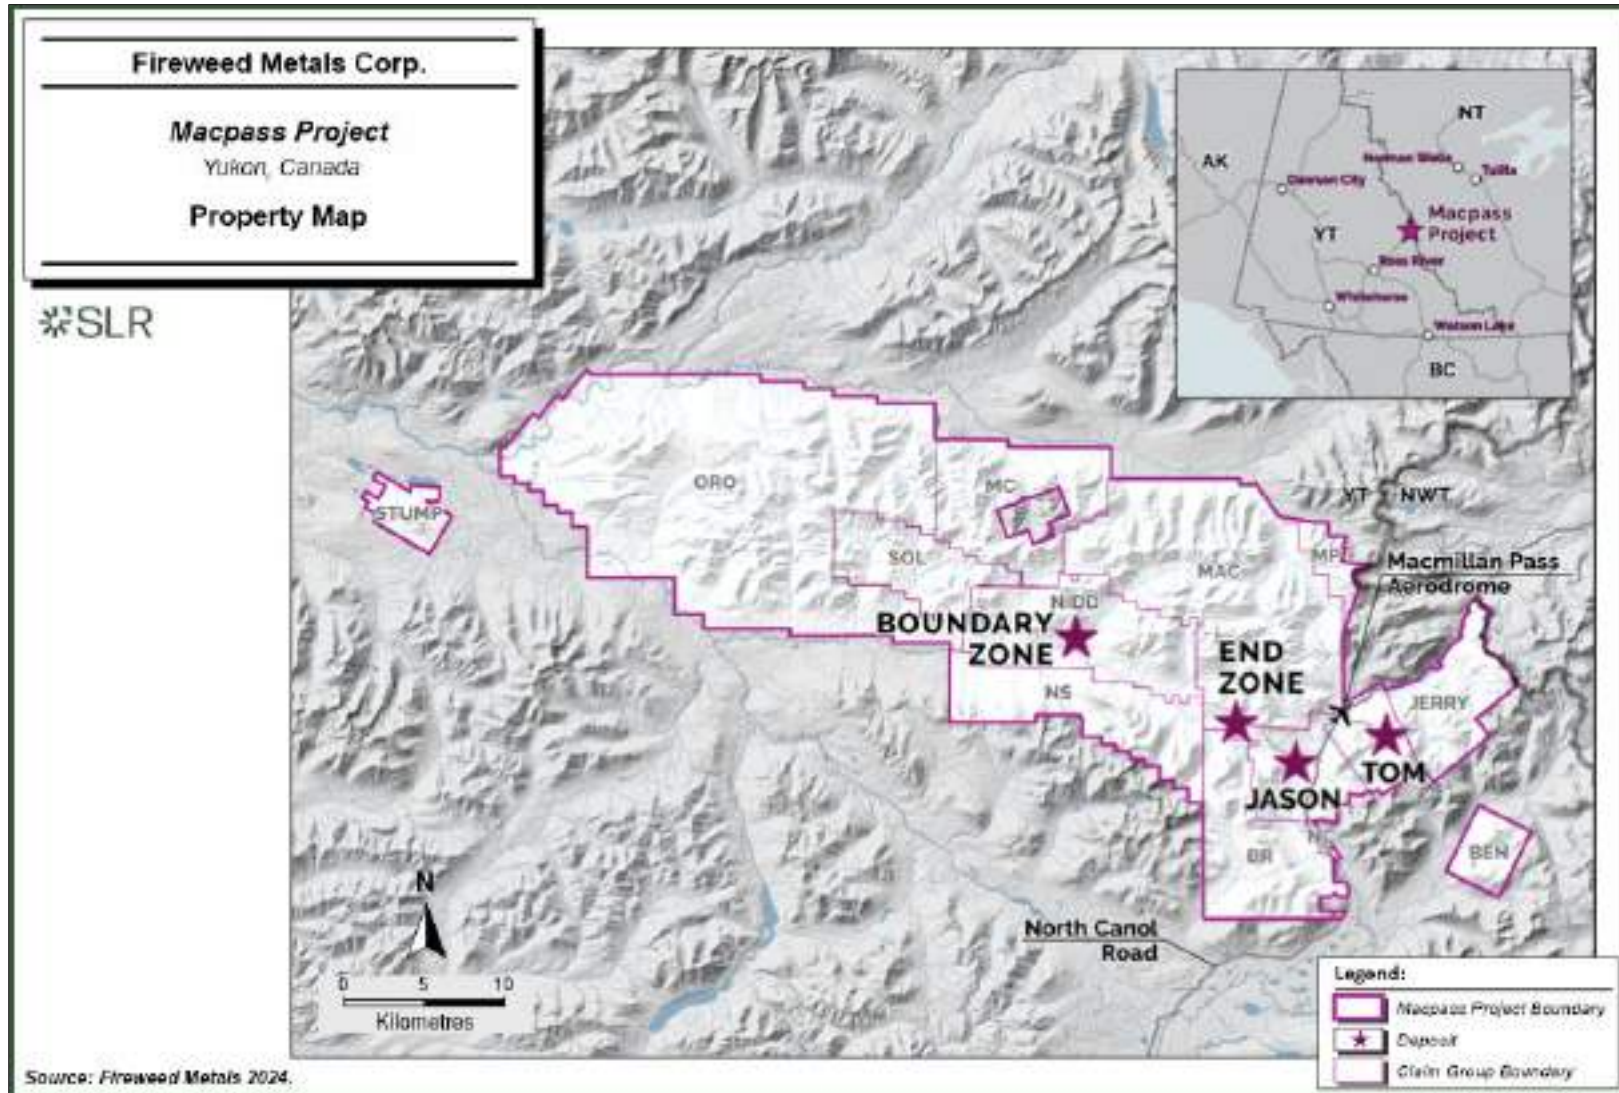 Fireweed Metals Corp.
Macpass Project
Yukon, Canada
Property Map
SLR
NT
AK
Norman Wells
Tulita
Dawson City
Macpass
Project
YT
Ross River
Whitehorse
Watson Lake
BC
ORO
STUMP
MC
YT
NWT
SOL
MAC
MP
Macmillan Pass
Aerodrome
NIDD
BOUNDARY
ZONE
END
ZONE
NS
JERRY
TOM
JASON
BR
BEN
N
North Canol
Road
0 5 10
Kilometres
Legend:
Macpass Project Boundary
Deposit
Claim Group Boundary
Source: Fireweed Metals 2024.